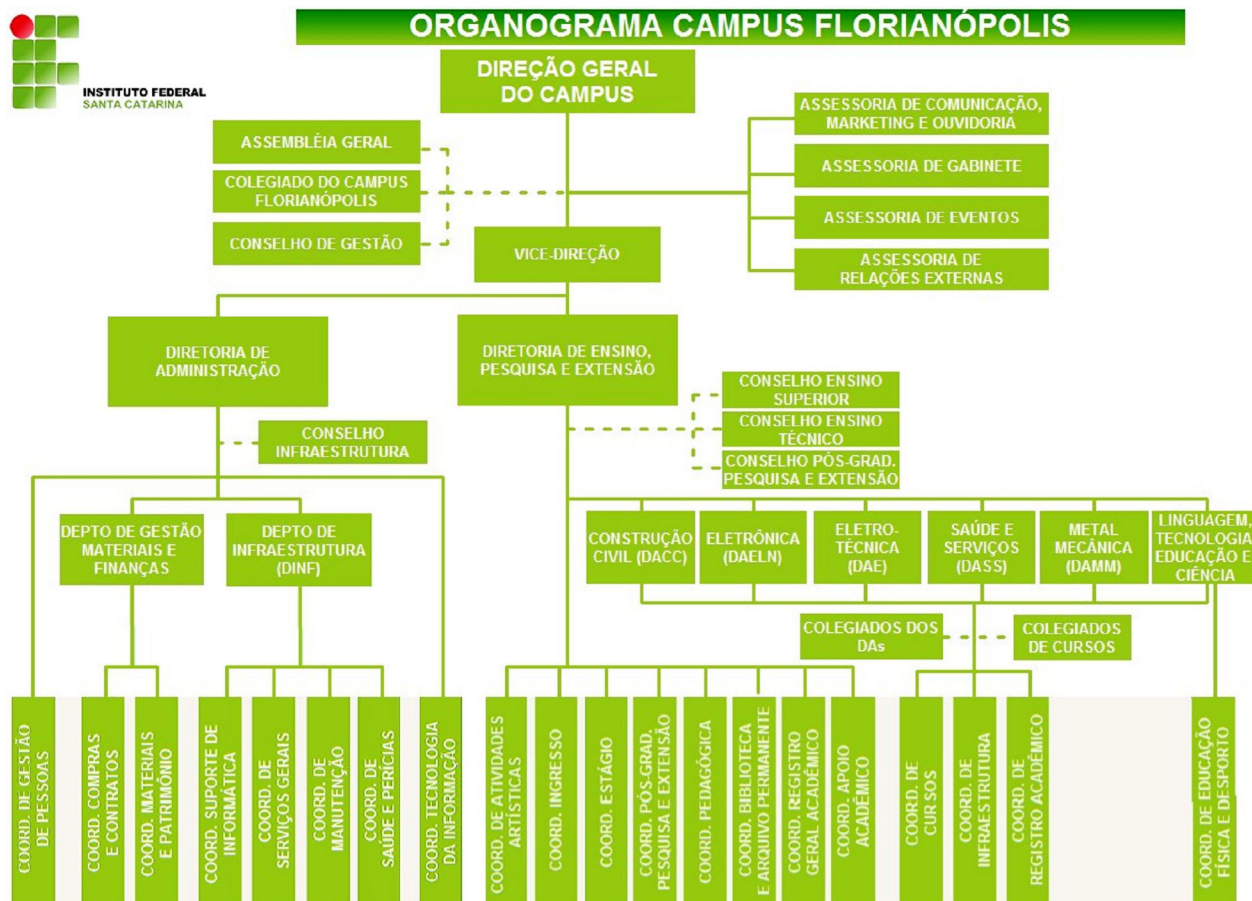 ORGANOGRAMA CAMPUS FLORIANÓPOLIS
INSTITUTO FEDERAL
SANTA CATARINA
DIREÇÃO GERAL
DO CAMPUS
ASSEMBLÉIA GERAL
COLEGIADO DO CAMPUS
FLORIANÓPOLIS
CONSELHO DE GESTÃO
ASSESSORIA DE COMUNICAÇÃO,
MARKETING E OUVIDORIA
ASSESSORIA DE GABINETE
ASSESSORIA DE EVENTOS
ASSESSORIA DE
RELAÇÕES EXTERNAS
VICE-DIREÇÃO
DIRETORIA DE
ADMINISTRAÇÃO
DIRETORIA DE ENSINO,
PESQUISA E EXTENSÃO
CONSELHO
INFRAESTRUTURA
CONSELHO ENSINO
SUPERIOR
CONSELHO ENSINO
TÉCNICO
CONSELHO PÓS-GRAD.
PESQUISA E EXTENSÃO
DEPTO DE GESTÃO
MATERIAIS E
FINANÇAS
DEPTO DE
INFRAESTRUTURA
(DINF)
CONSTRUÇÃO
CIVIL (DACC)
ELETRÔNICA
(DAELN)
ELETRO-
TÉCNICA
(DAE)
SAÚDE E
SERVIÇOS
(DASS)
METAL
MECÂNICA
(DAMM)
LINGUAGEM,
TECNOLOGIA
EDUCAÇÃO E
CIÊNCIA
COLEGIADOS DOS
DAs
COLEGIADOS
DE CURSOS
COORD. DE GESTÃO
DE PESSOAS
COORD. COMPRAS
E CONTRATOS
COORD. MATERIAIS
E PATRIMÔNIO
COORD. SUPORTE DE
INFORMÁTICA
COORD. DE
SERVIÇOS GERAIS
COORD. DE
MANUTENÇÃO
COORD. DE
SAÚDE E PERÍCIAS
COORD. TECNOLOGIA
DA INFORMAÇÃO
COORD. DE ATIVIDADES
ARTÍSTICAS
COORD. INGRESSO
COORD. ESTÁGIO
COORD. PÓS-GRAD.
PESQUISA E EXTENSÃO
COORD. PEDAGÓGICA
COORD. BIBLIOTECA
E ARQUIVO PERMANENTE
COORD. REGISTRO
GERAL ACADÊMICO
COORD. APOIO
ACADÊMICO
COORD. DE
CURSOS
COORD. DE
INFRAESTRUTURA
COORD. DE
REGISTRO ACADÊMICO
COORD. DE EDUCAÇÃO
FÍSICA E DESPORTO